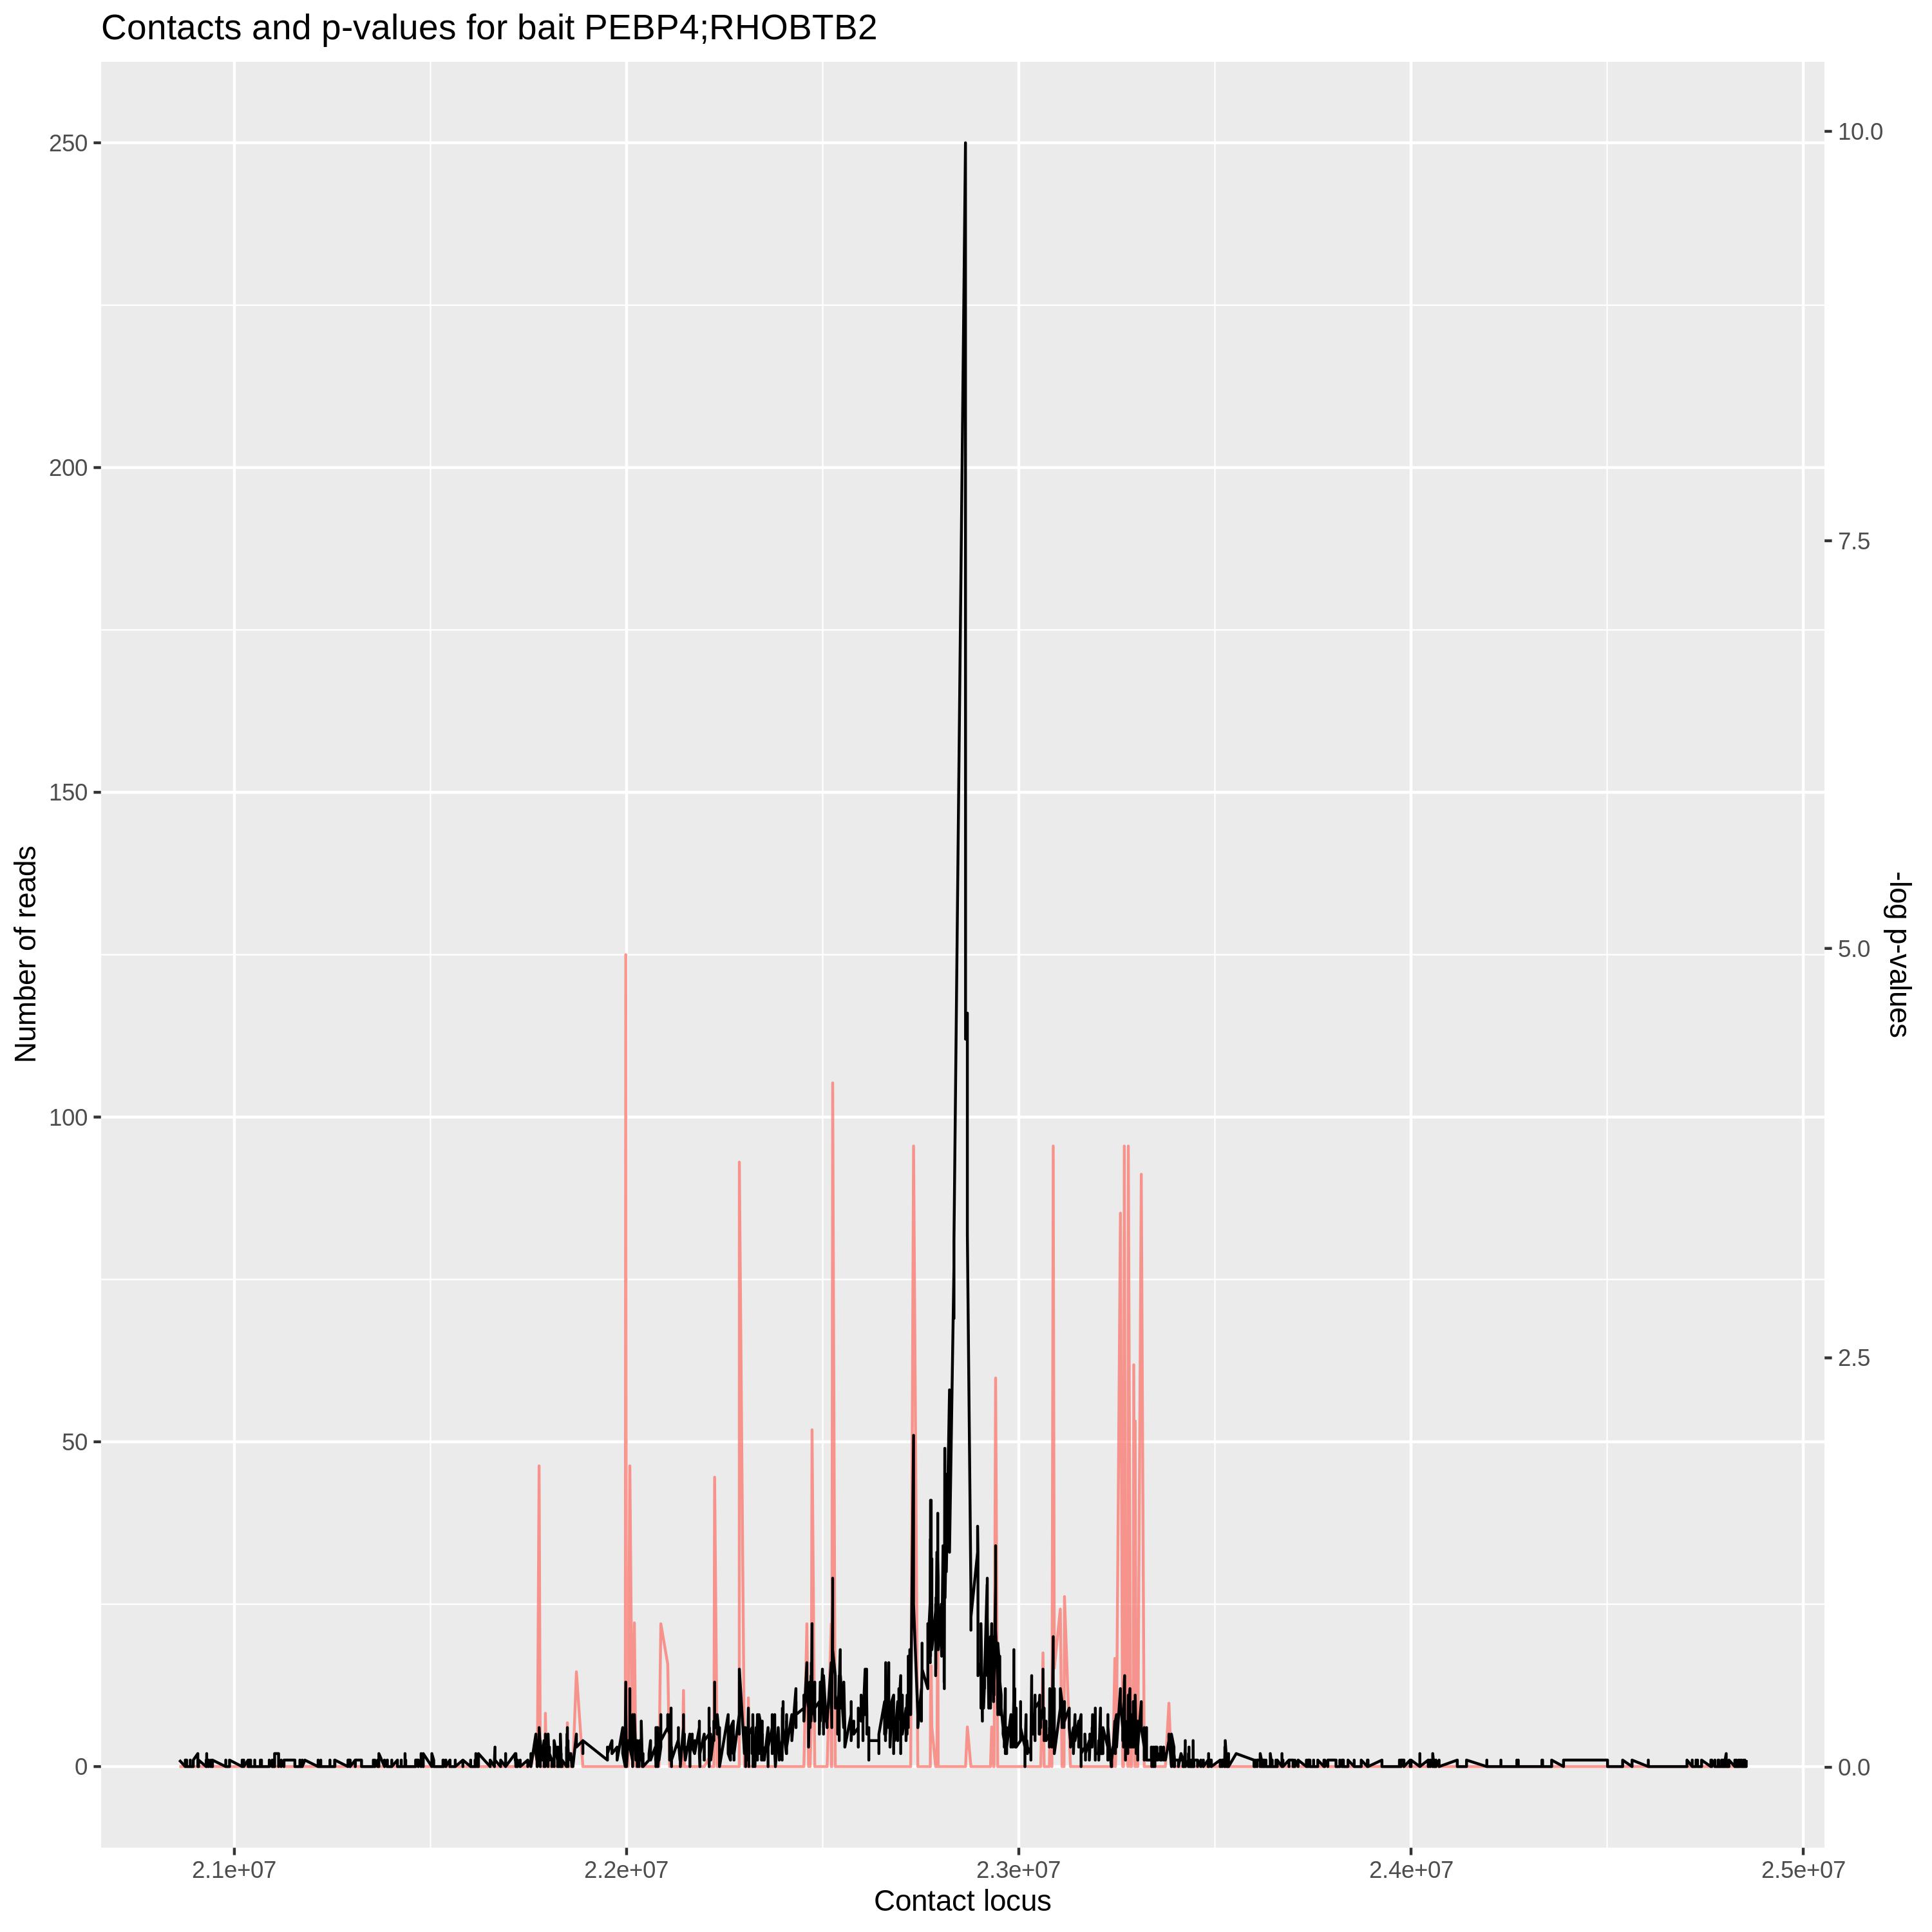 Contacts and p-values for bait PEBP4;RHOBTB2
250
200
150
100
50
0
Number of reads
10.0
7.5
5.0
2.5
0.0
-log p-values
2.1e+07
2.2e+07
2.3e+07
2.4e+07
2.5e+07
Contact locus